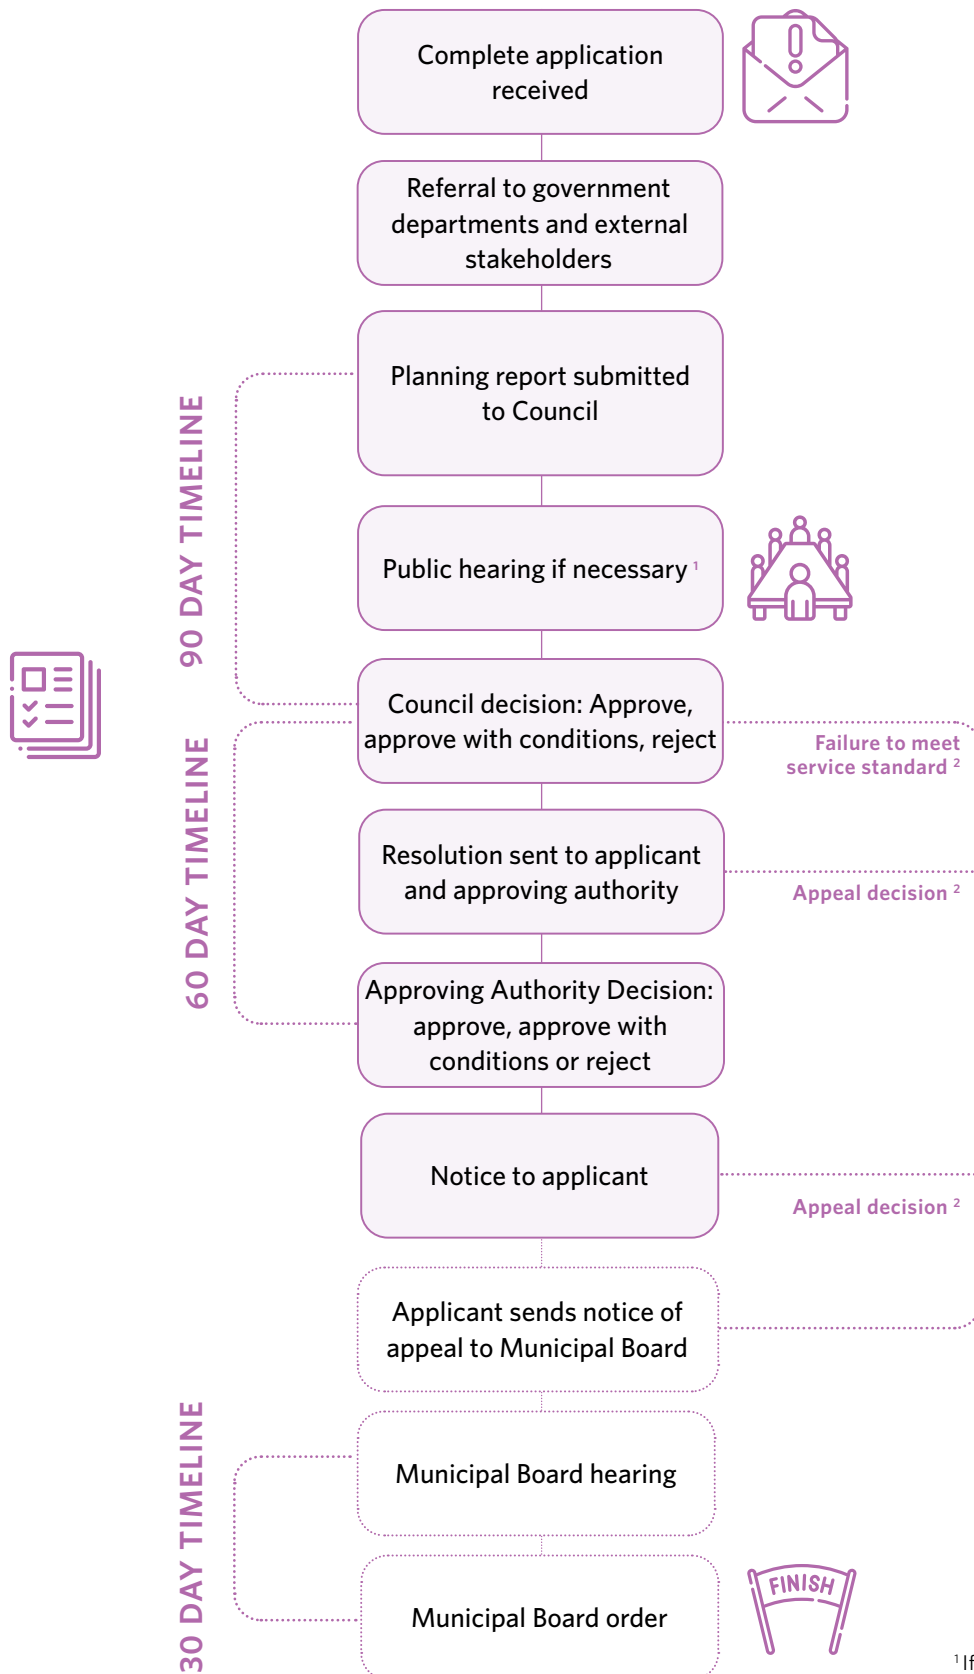 Complete application
received
Referral to government
departments and external
stakeholders
Planning report submitted
to Council
90 DAY TIMELINE
Public hearing if necessary ¹
Council decision: Approve,
approve with conditions, reject
Failure to meet
service standard ²
60 DAY TIMELINE
Resolution sent to applicant
and approving authority
Appeal decision ²
Approving Authority Decision:
approve, approve with
conditions or reject
Notice to applicant
Appeal decision ²
Applicant sends notice of
appeal to Municipal Board
30 DAY TIMELINE
Municipal Board hearing
Municipal Board order
FINISH
¹ If